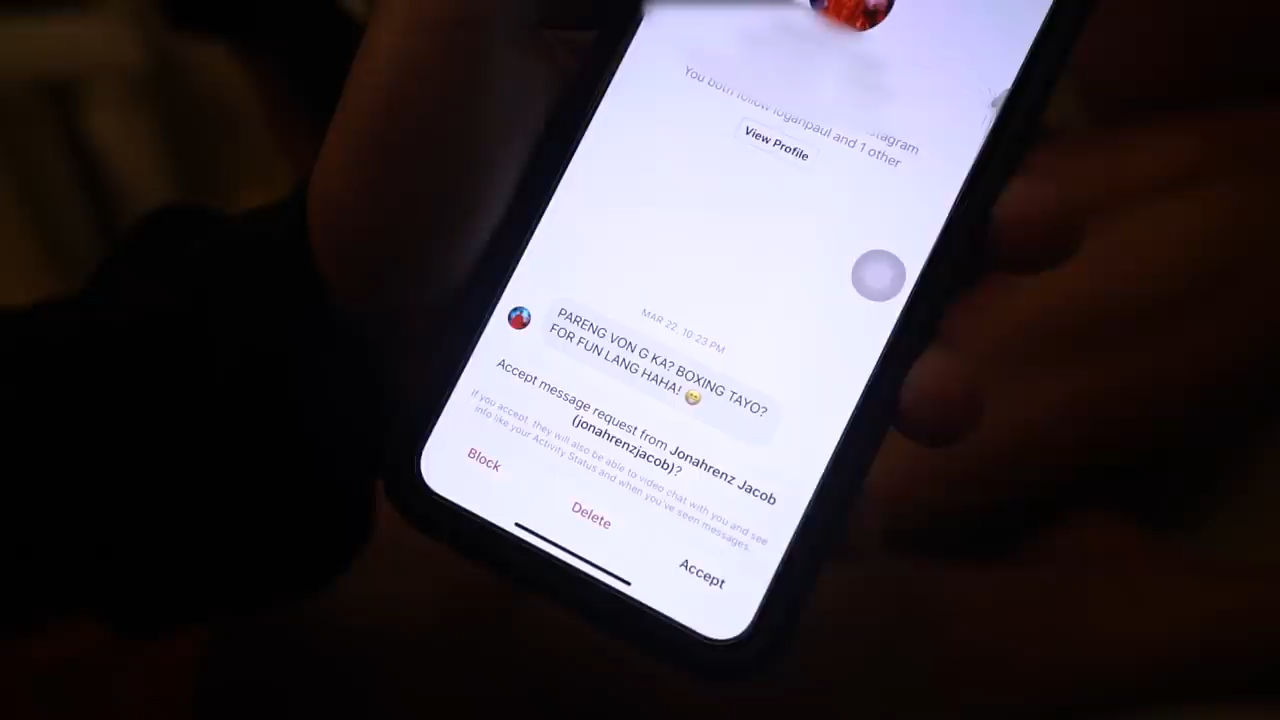 You both follow loganpaul and 1 other
View Profile
MAR 22, 10:23 PM
PARENG VON G KA? BOXING TAYO?
FOR FUN LANG HAHA! 😁
Accept message request from Jonahrenz Jacob
(jonahrenzjacob)?
If you accept, they will also be able to video chat with you and see
info like your Activity Status and when you've seen messages.
Block
Delete
Accept